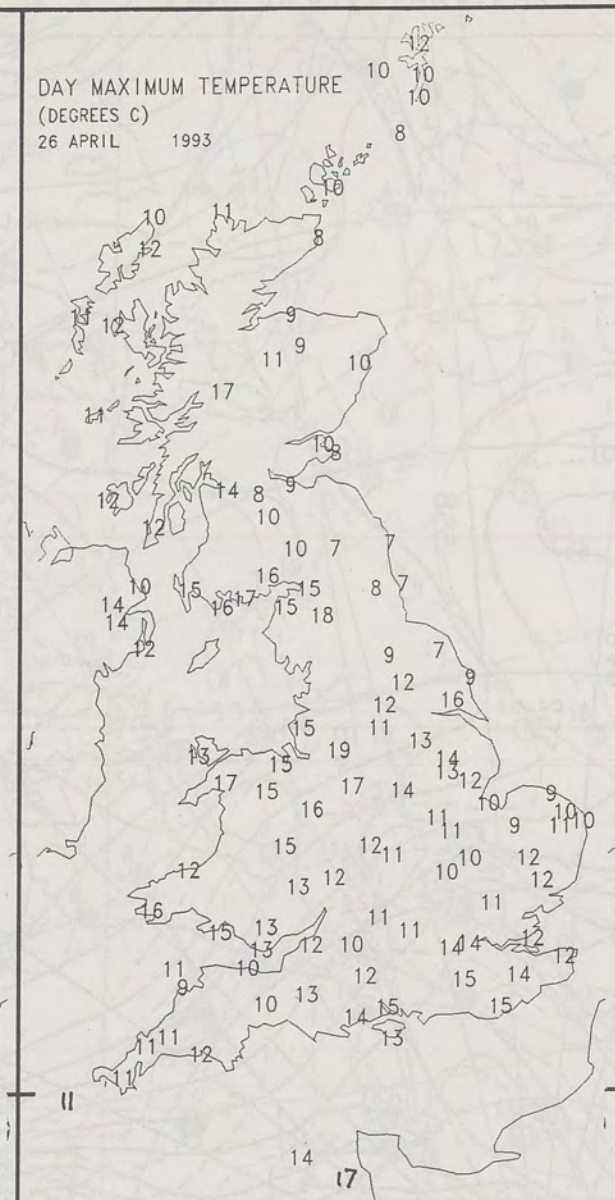 DAY MAXIMUM TEMPERATURE
(DEGREES C)
26 APRIL 1993
12
10 10
10
8
10
10 11
12 8
11 12 9
9
11 10
17
11
10 8
12 14 8 9
12 10
10 7 7
10 15 16 15 8 7
14 16 17 15
14 18
12 9 7
12 9
12 16
15 11 13
13 15 19 14
17 15 17 14 13 12
16 10 9
11 11 9 10 11 10
15 12 11
12 13 12 10 10 12
12
16 11
15 13 11 11
13 12 10 14 14 12
11 10 12 15 14 12
9
10 13 14 15 15
13
11 11 12
11
11
14
17